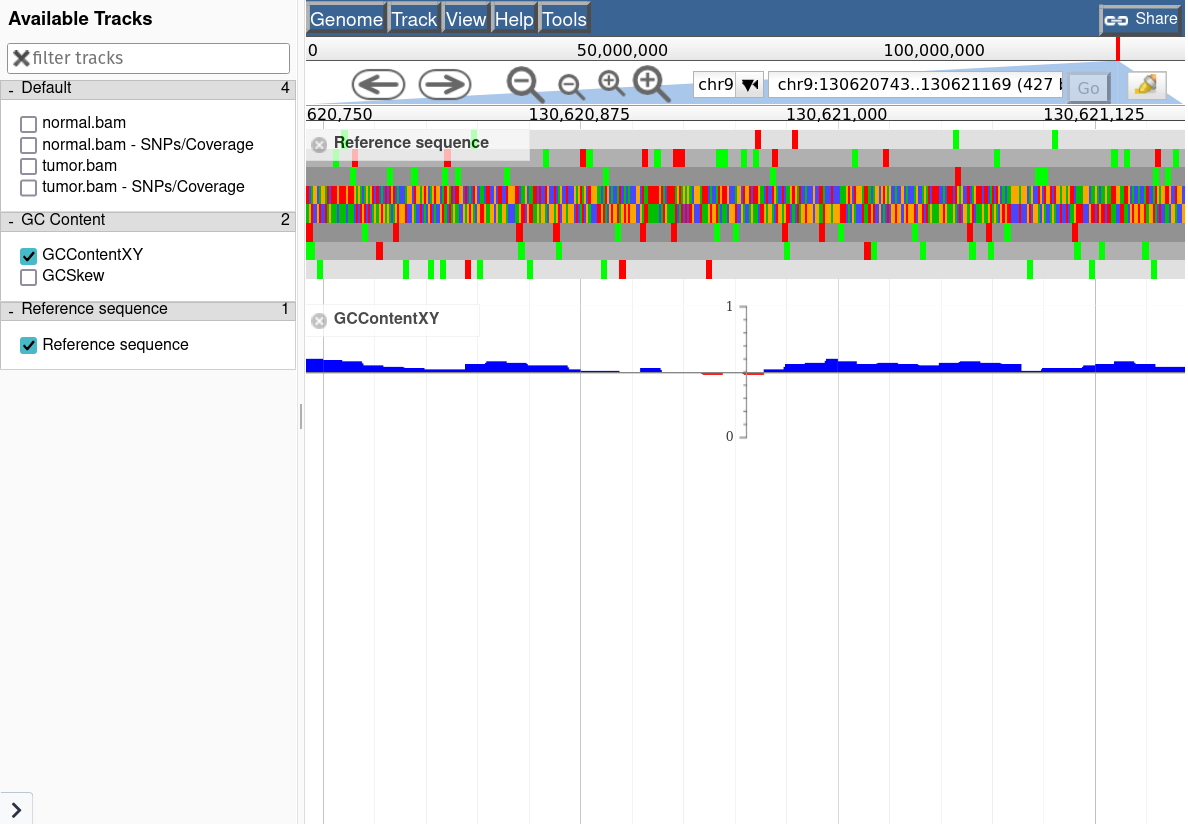 Available Tracks
filter tracks
- Default 4
normal.bam
normal.bam - SNPs/Coverage
tumor.bam
tumor.bam - SNPs/Coverage
- GC Content 2
GCContentXY
GCSkew
- Reference sequence 1
Reference sequence
Genome Track View Help Tools Share
0 50,000,000 100,000,000
chr9 chr9:130620743..130621169 (427 Go
620,750 130,620,875 130,621,000 130,621,125
Reference sequence
GCContentXY
1
0